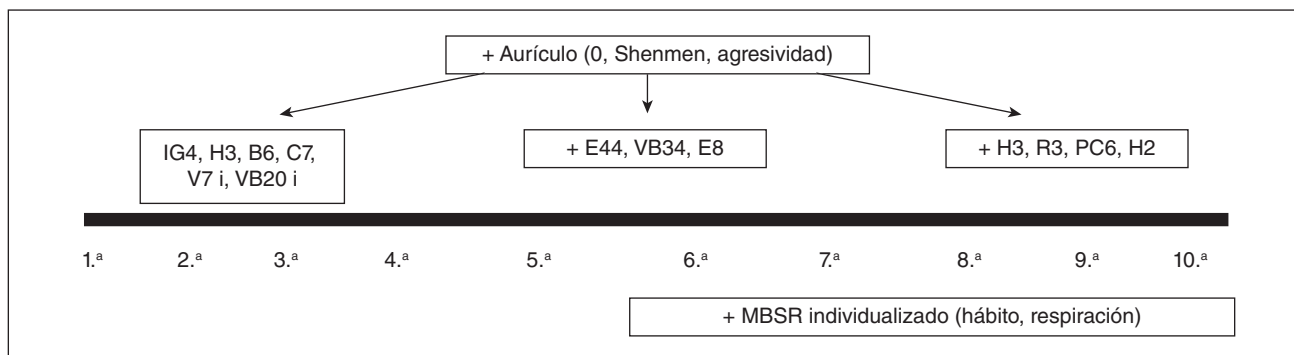 + Aurículo (0, Shenmen, agresividad)
IG4, H3, B6, C7,
V7 i, VB20 i
+ E44, VB34, E8
+ H3, R3, PC6, H2
1.ª 2.ª 3.ª 4.ª 5.ª 6.ª 7.ª 8.ª 9.ª 10.ª
+ MBSR individualizado (hábito, respiración)